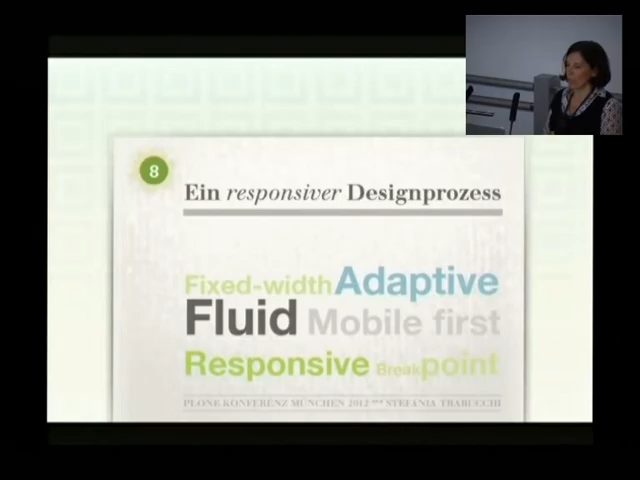 8
Ein responsiver Designprozess
Fixed-width Adaptive
Fluid Mobile first
Responsive Breakpoint
PLONE KONFERENZ MÜNCHEN 2012 *** STEFANIA TRABUCCHI